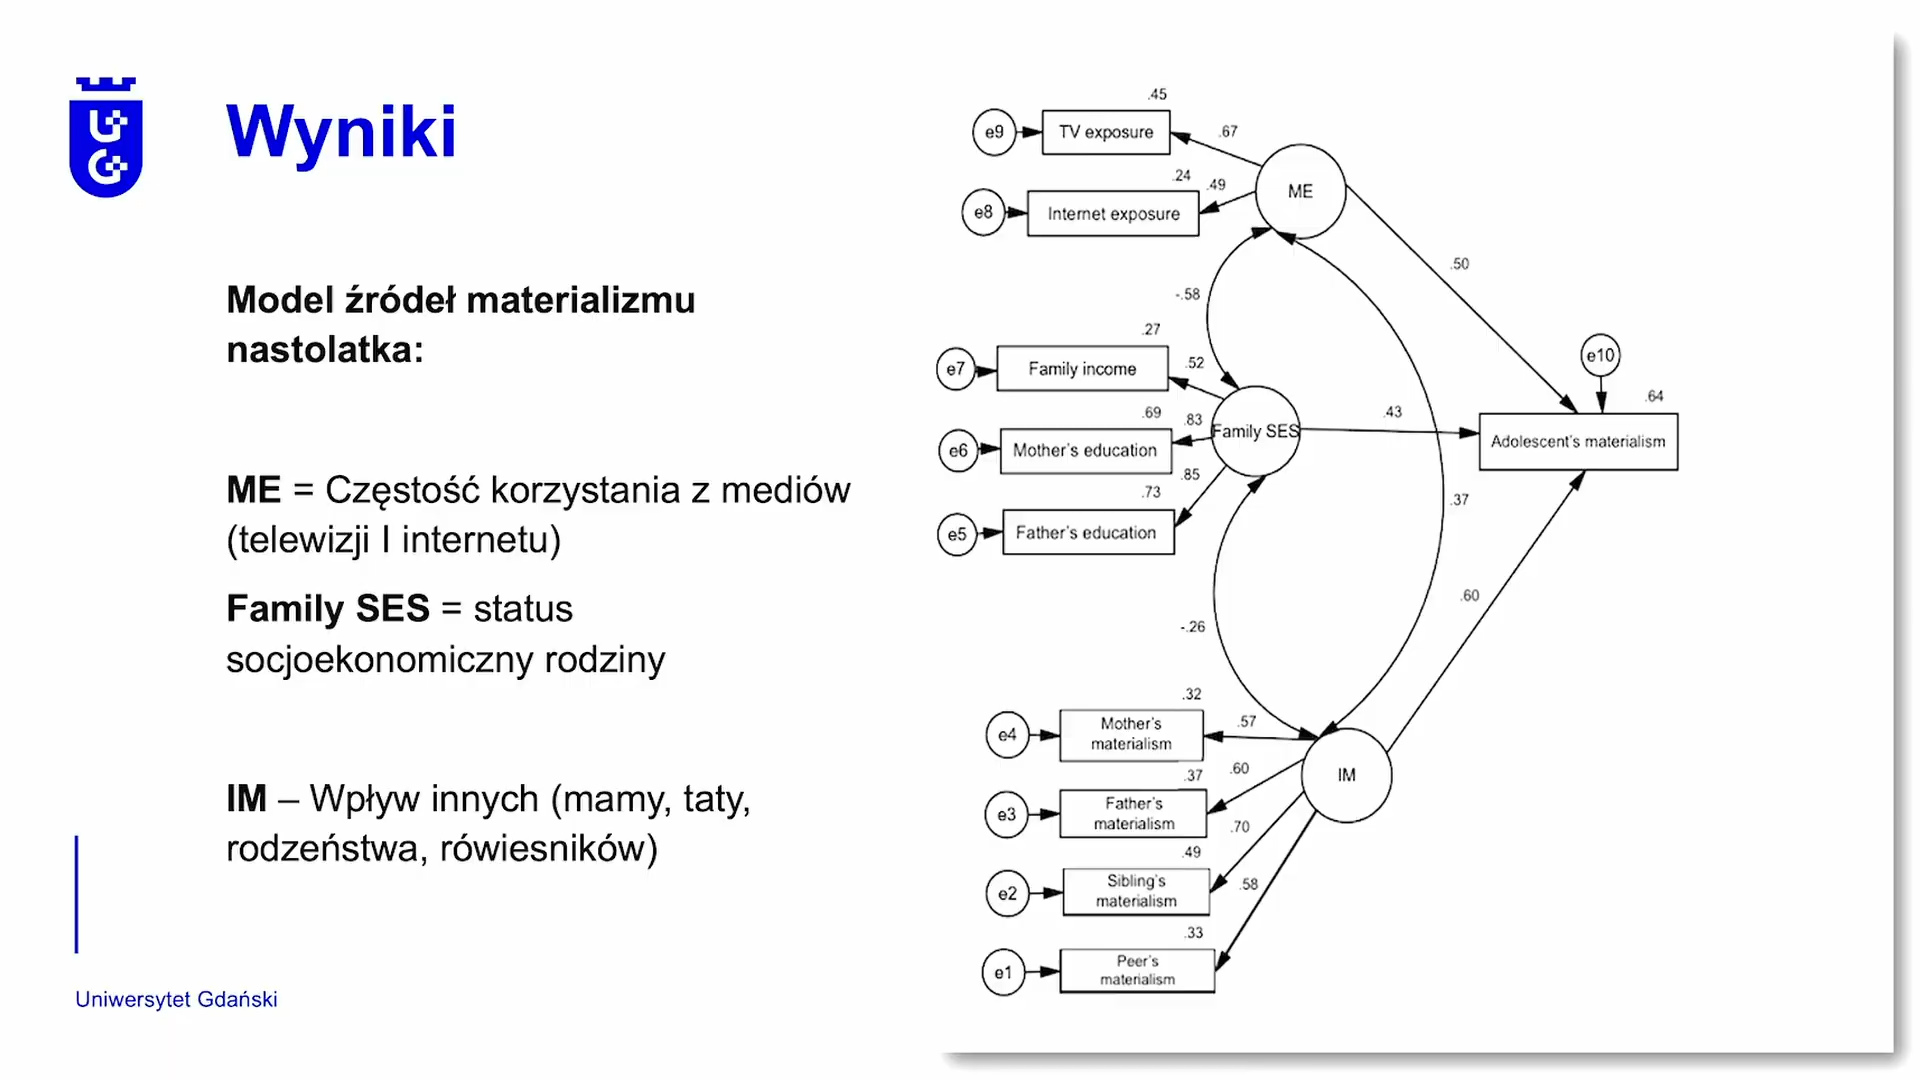 UG
Wyniki
Model źródeł materializmu
nastolatka:
ME = Częstość korzystania z mediów
(telewizji I internetu)
Family SES = status
socjoekonomiczny rodziny
IM – Wpływ innych (mamy, taty,
rodzeństwa, rówiesników)
Uniwersytet Gdański
.45
e9
TV exposure
.67
.24
.49
e8
Internet exposure
ME
.50
-.58
.27
e7
Family income
.52
.69
.83
e6
Mother's education
Family SES
.43
.85
.73
e5
Father's education
e10
.64
Adolescent's materialism
.37
.60
-.26
.32
e4
Mother's
materialism
.57
.37
.60
e3
Father's
materialism
IM
.70
.49
e2
Sibling's
materialism
.58
.33
e1
Peer's
materialism